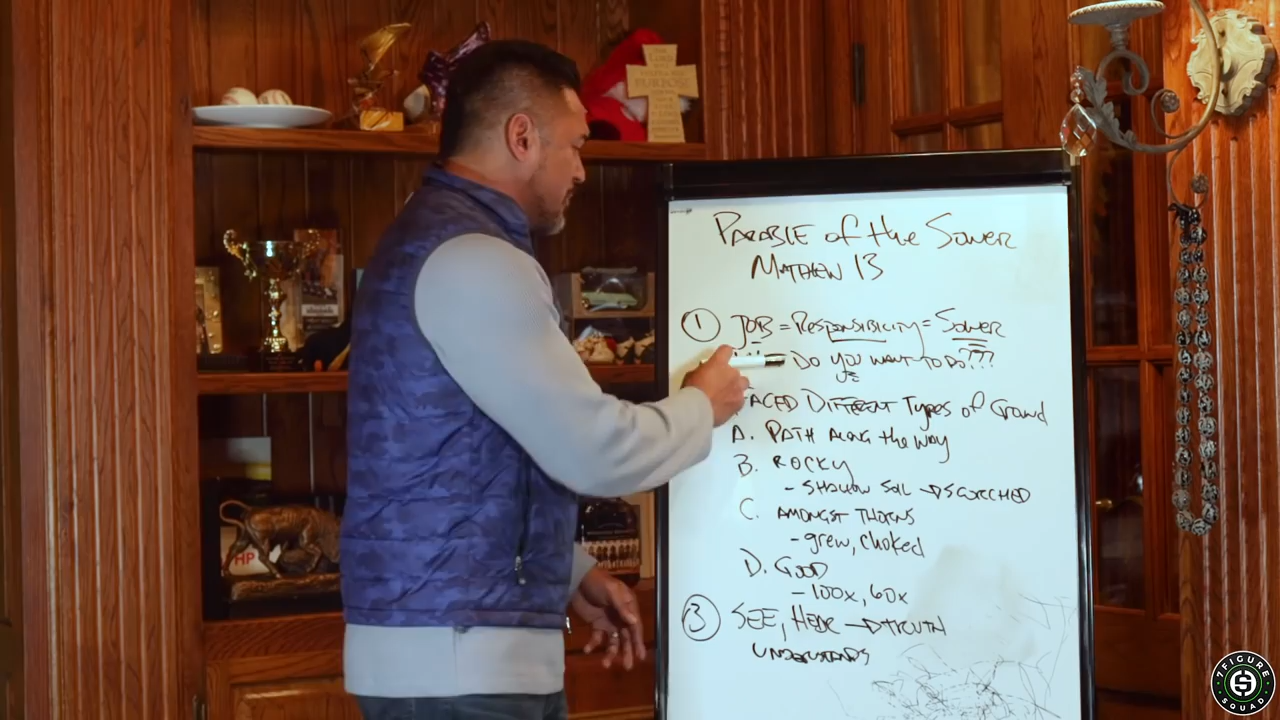 PARABLE of the Sower
MATHEW 13
1 JOB = RESPONSIBILITY = SOWER
DO YOU WANT TO DO???
FACED DIFFERENT TYPES OF GROUND
A. PATH ALONG the WAY
B. ROCKY
- SHALLOW SOIL → SCORCHED
C. AMONGST THORNS
- grew, choked
D. GOOD
- 100x, 60x
3 SEE, HEAR → TRUTH
UNDERSTANDS
PURPOSE
HP
7FIGURE
SQUAD